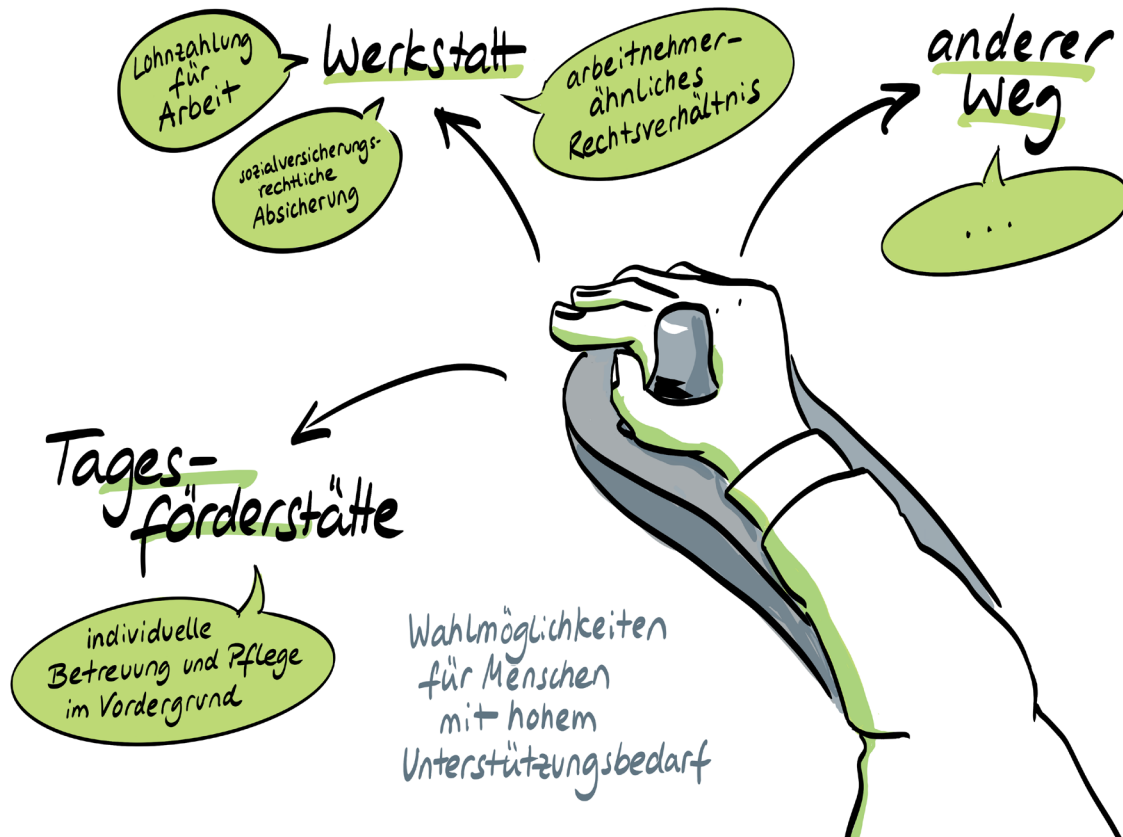 Lohnzahlung
für
Arbeit
Werkstatt
sozialversicherungs-
rechtliche
Absicherung
arbeitnehmer-
ähnliches
Rechtsverhältnis
anderer
Weg
...
Tages-
förderstätte
individuelle
Betreuung und Pflege
im Vordergrund
Wahlmöglichkeiten
für Menschen
mit hohem
Unterstützungsbedarf